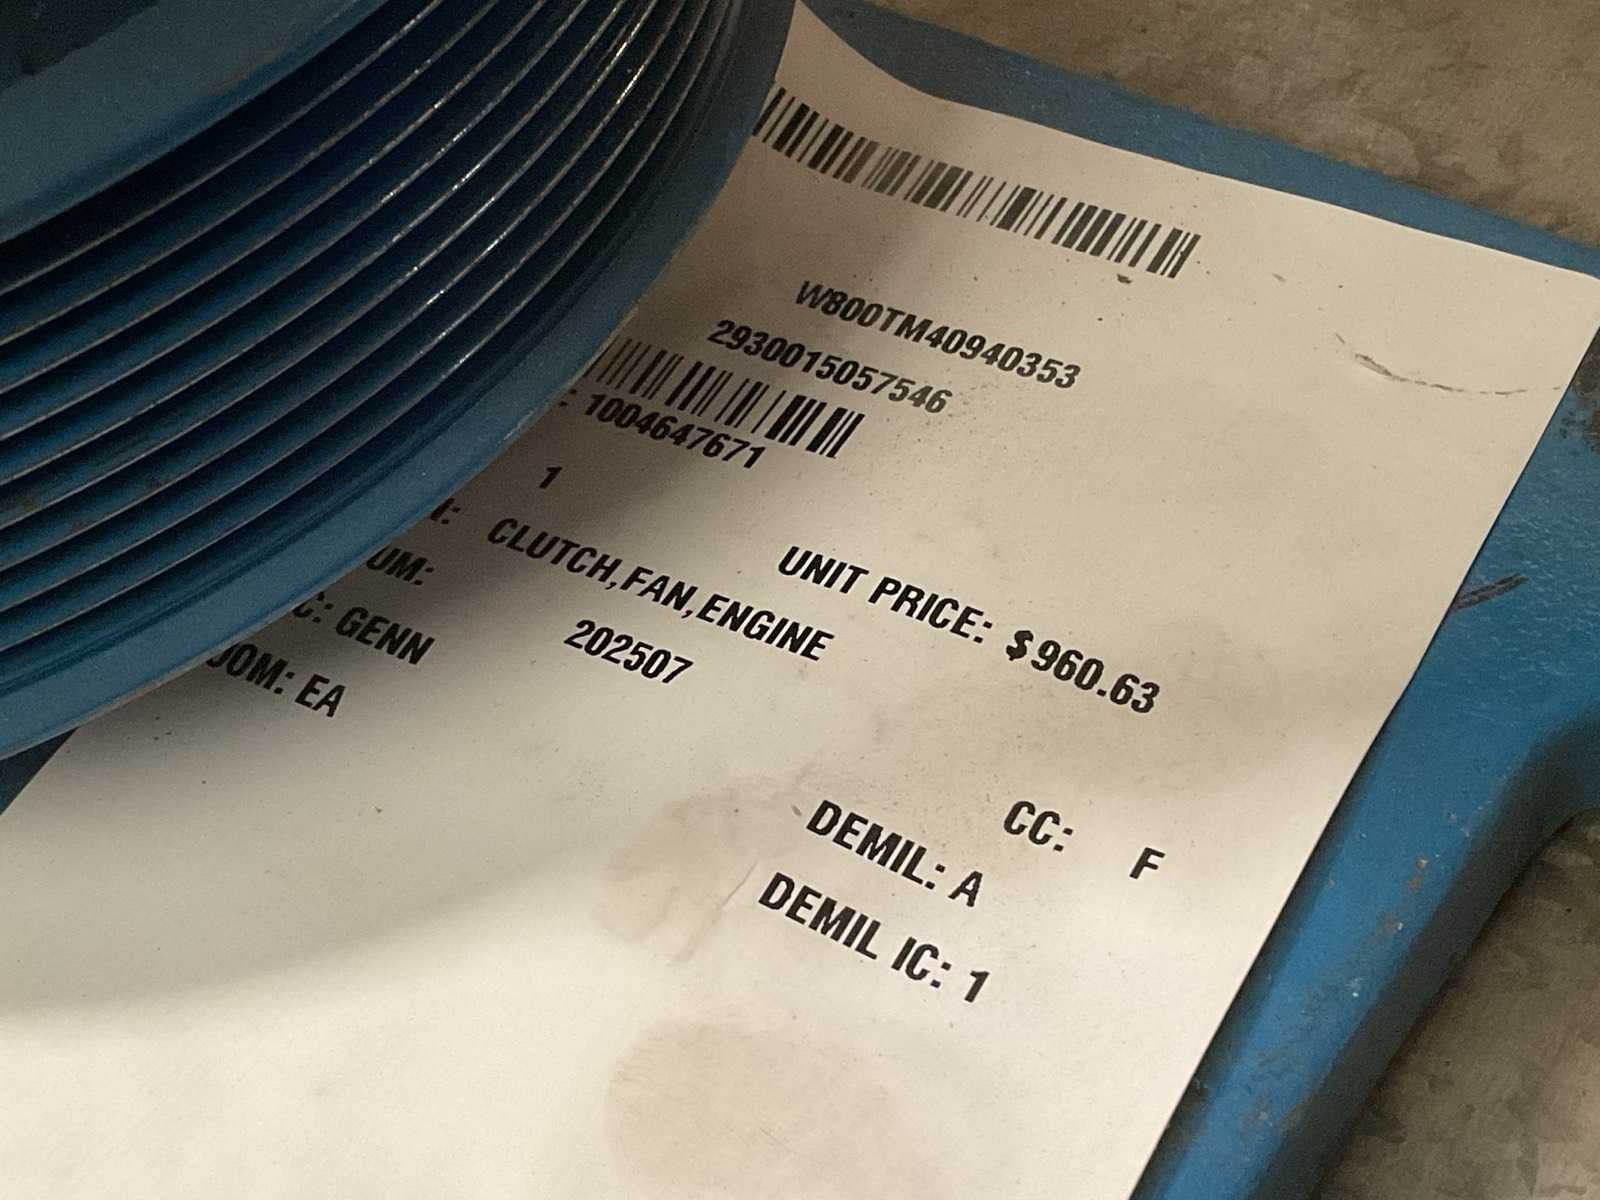 W800TM40940353
2930015057546
: 1004647671
1
UNIT PRICE: $960.63
CLUTCH,FAN,ENGINE
UM:
C: GENN 202507
OM: EA
CC: F
DEMIL: A
DEMIL IC: 1